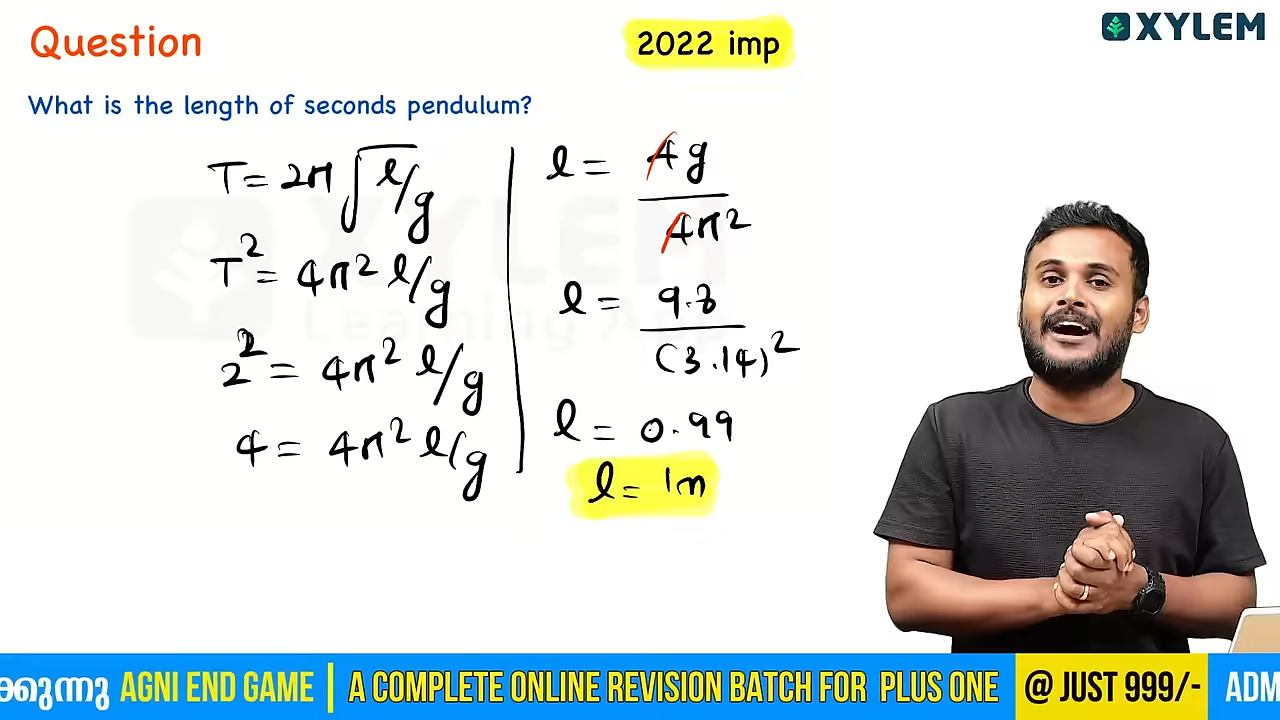 Question
2022 imp
XYLEM
What is the length of seconds pendulum?
T = 2π √l/g
T² = 4π² l/g
2² = 4π² l/g
4 = 4π² l/g
l = 4g / 4π²
l = 9.8 / (3.14)²
l = 0.99
l = 1m
XYLEM
Learning A
ക്കുന്നു AGNI END GAME | A COMPLETE ONLINE REVISION BATCH FOR PLUS ONE @ JUST 999/- ADM